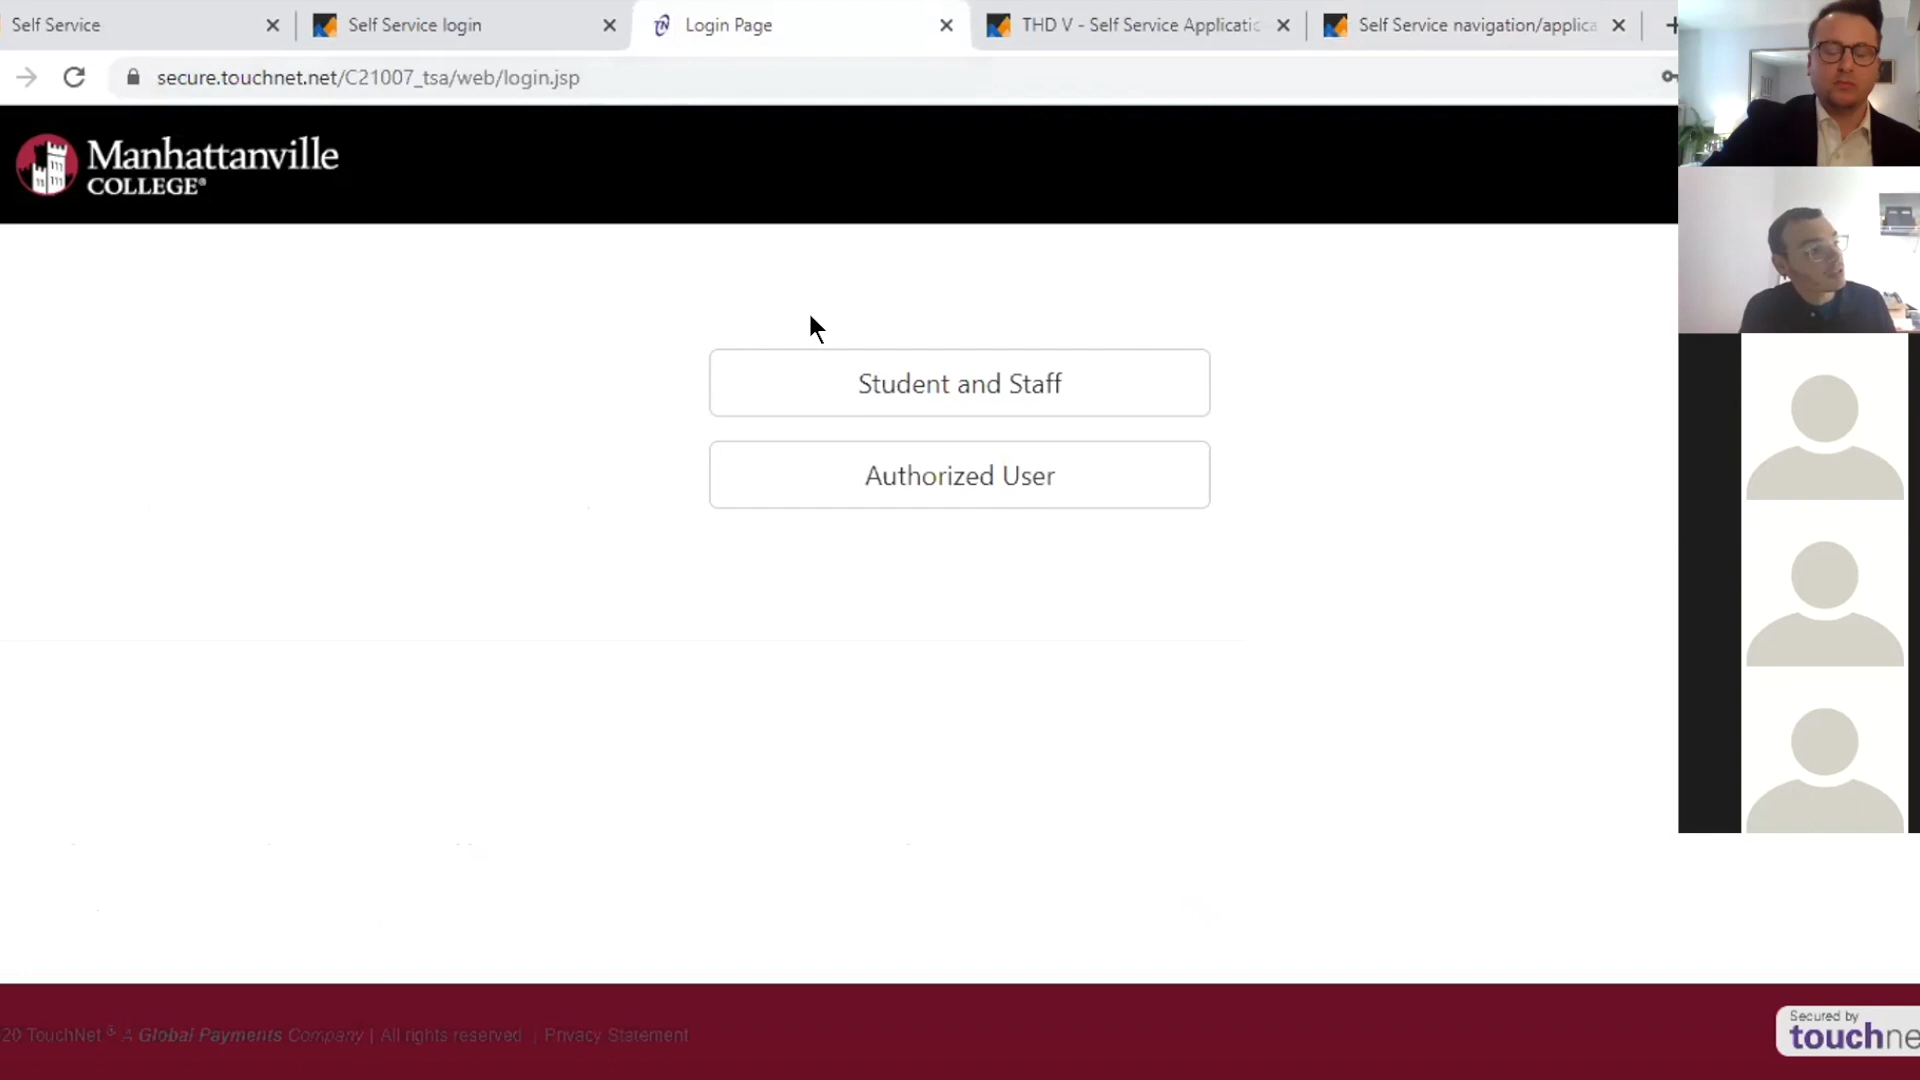 Self Service
Self Service login
Login Page
THD V - Self Service Applicatio
Self Service navigation/applica
secure.touchnet.net/C21007_tsa/web/login.jsp
Manhattanville
COLLEGE®
Student and Staff
Authorized User
20 TouchNet ® A Global Payments Company | All rights reserved | Privacy Statement
Secured by
touchne